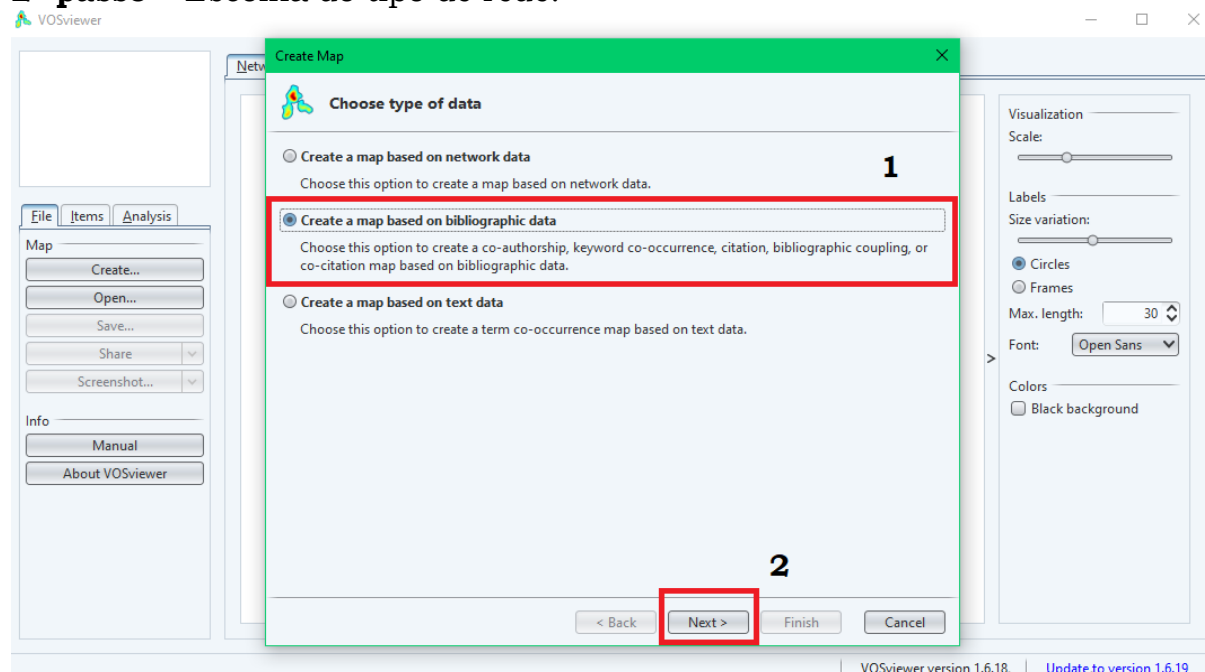 VOSviewer
Create Map
Choose type of data
Create a map based on network data
Choose this option to create a map based on network data.
1
Create a map based on bibliographic data
Choose this option to create a co-authorship, keyword co-occurrence, citation, bibliographic coupling, or
co-citation map based on bibliographic data.
Create a map based on text data
Choose this option to create a term co-occurrence map based on text data.
2
< Back
Next >
Finish
Cancel
File Items Analysis
Map
Create...
Open...
Save...
Share
Screenshot...
Info
Manual
About VOSviewer
Visualization
Scale:
Labels
Size variation:
Circles
Frames
Max. length: 30
Font: Open Sans
>
Colors
Black background
VOSviewer version 1.6.18. Update to version 1.6.19